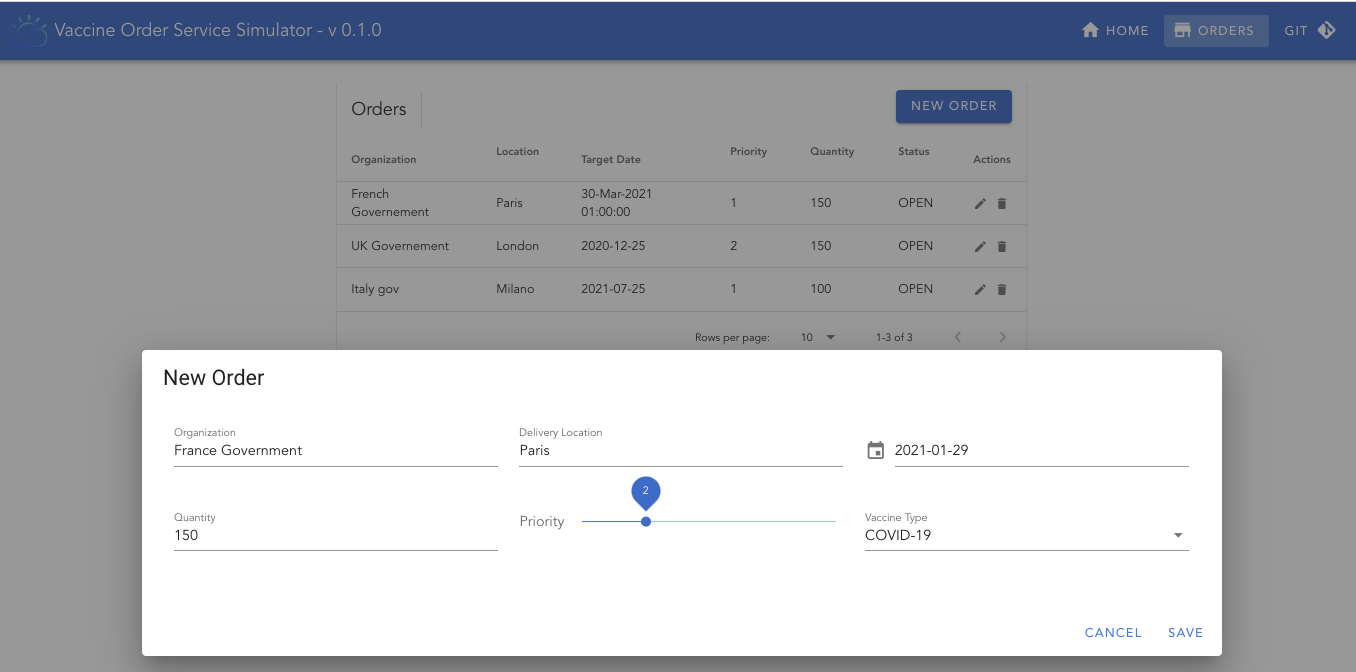 Vaccine Order Service Simulator - v 0.1.0
HOME
ORDERS
GIT
Orders
NEW ORDER
Organization Location Target Date Priority Quantity Status Actions
French Governement Paris 30-Mar-2021 01:00:00 1 150 OPEN
UK Governement London 2020-12-25 2 150 OPEN
Italy gov Milano 2021-07-25 1 100 OPEN
Rows per page: 10 1-3 of 3
New Order
Organization
France Government
Delivery Location
Paris
2021-01-29
Quantity
150
Priority
2
Vaccine Type
COVID-19
CANCEL
SAVE